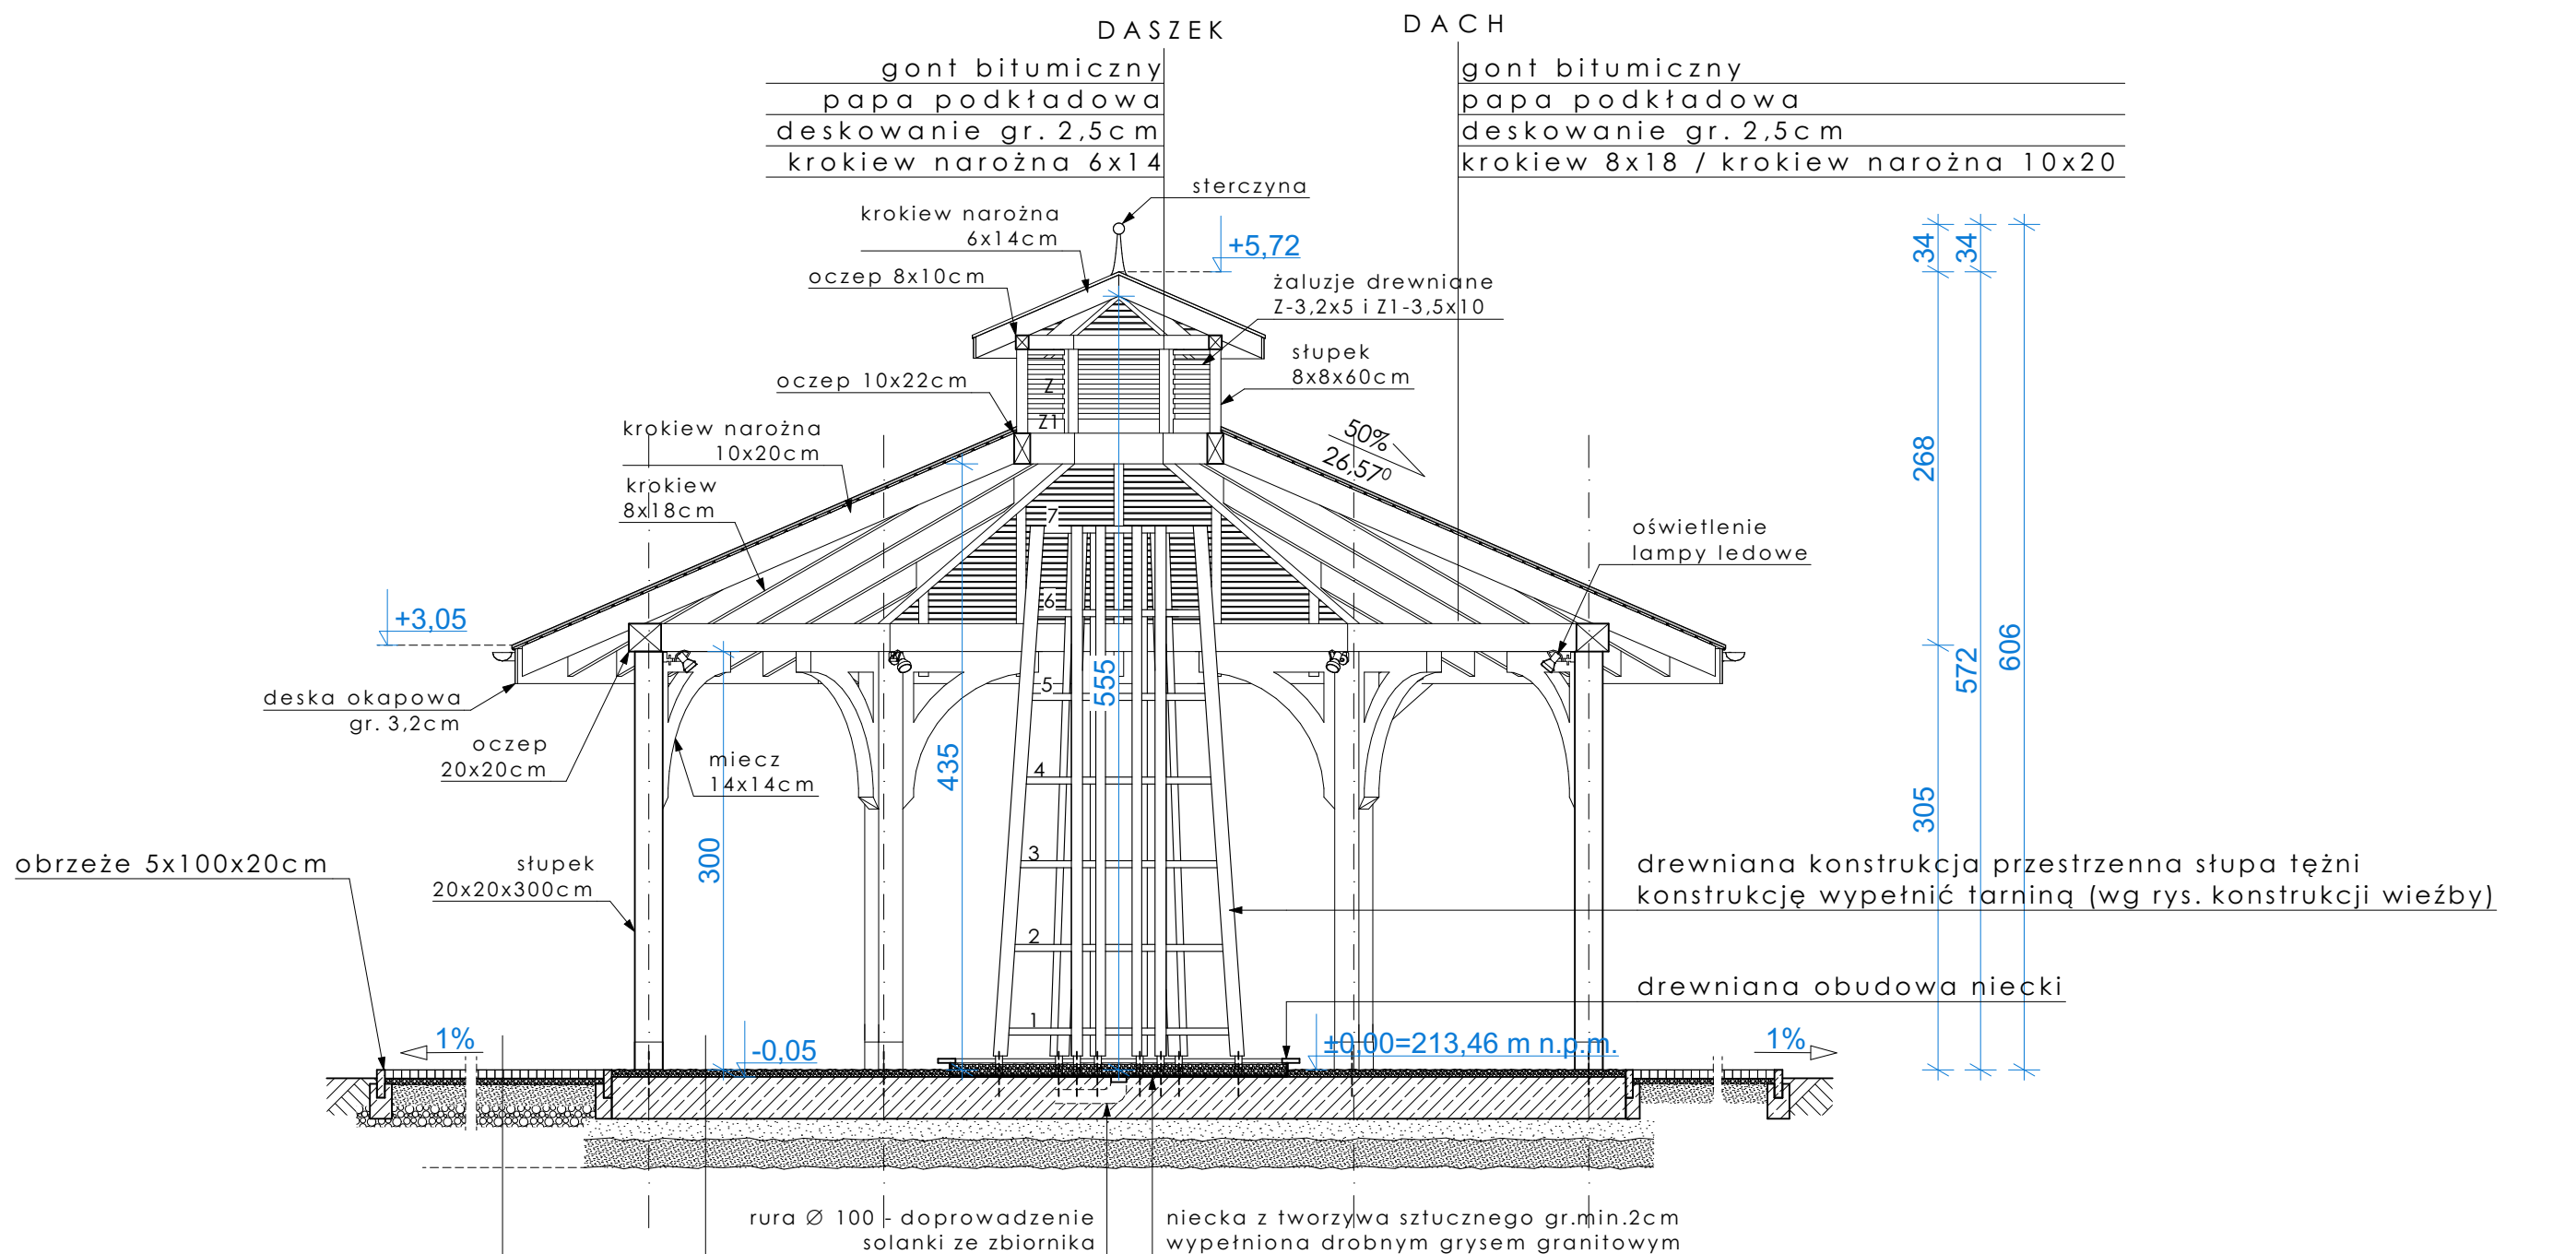 DASZEK
gont bitumiczny
papa podkładowa
deskowanie gr. 2,5cm
krokiew narożna 6x14
DACH
gont bitumiczny
papa podkładowa
deskowanie gr. 2,5cm
krokiew 8x18 / krokiew narożna 10x20
sterczyna
krokiew narożna
6x14cm
+5,72
oczep 8x10cm
żaluzje drewniane
Z-3,2x5 i Z1-3,5x10
słupek
8x8x60cm
oczep 10x22cm
Z
Z1
krokiew narożna
10x20cm
krokiew
8x18cm
50%
26,57⁰
oświetlenie
lampy ledowe
+3,05
deska okapowa
gr. 3,2cm
oczep
20x20cm
miecz
14x14cm
obrzeże 5x100x20cm
słupek
20x20x300cm
300
435
555
7
6
5
4
3
2
1
34
34
268
305
572
606
drewniana konstrukcja przestrzenna słupa tężni
konstrukcję wypełnić tarniną (wg rys. konstrukcji wieźby)
drewniana obudowa niecki
1%
-0,05
±0,00=213,46 m n.p.m.
1%
rura Ø 100 - doprowadzenie
solanki ze zbiornika
niecka z tworzywa sztucznego gr.min.2cm
wypełniona drobnym grysem granitowym